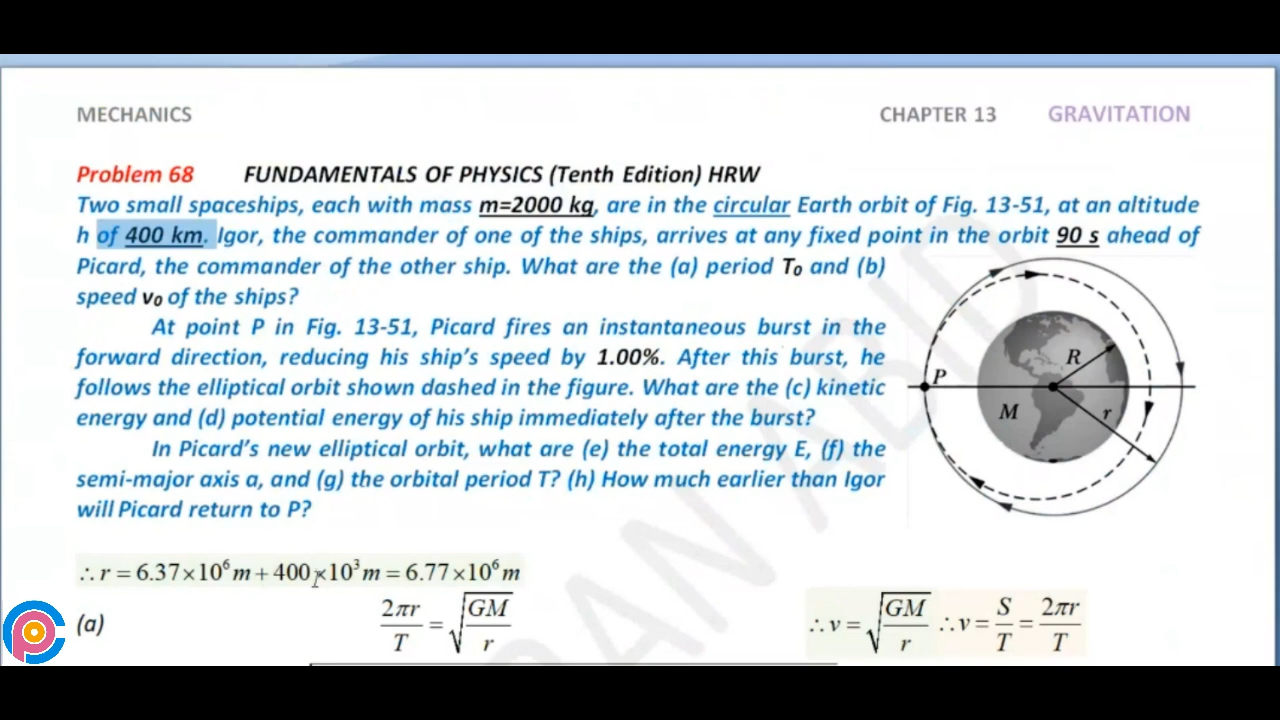 MECHANICS CHAPTER 13 GRAVITATION
Problem 68 FUNDAMENTALS OF PHYSICS (Tenth Edition) HRW
Two small spaceships, each with mass m=2000 kg, are in the circular Earth orbit of Fig. 13-51, at an altitude
h of 400 km. Igor, the commander of one of the ships, arrives at any fixed point in the orbit 90 s ahead of
Picard, the commander of the other ship. What are the (a) period T₀ and (b)
speed v₀ of the ships?
At point P in Fig. 13-51, Picard fires an instantaneous burst in the
forward direction, reducing his ship's speed by 1.00%. After this burst, he
follows the elliptical orbit shown dashed in the figure. What are the (c) kinetic
energy and (d) potential energy of his ship immediately after the burst?
In Picard's new elliptical orbit, what are (e) the total energy E, (f) the
semi-major axis a, and (g) the orbital period T? (h) How much earlier than Igor
will Picard return to P?
P R
M r
∴ r = 6.37×10⁶ m + 400×10³ m = 6.77×10⁶ m
(a) 2πr/T = √(GM/r) ∴ v = √(GM/r) ∴ v = S/T = 2πr/T